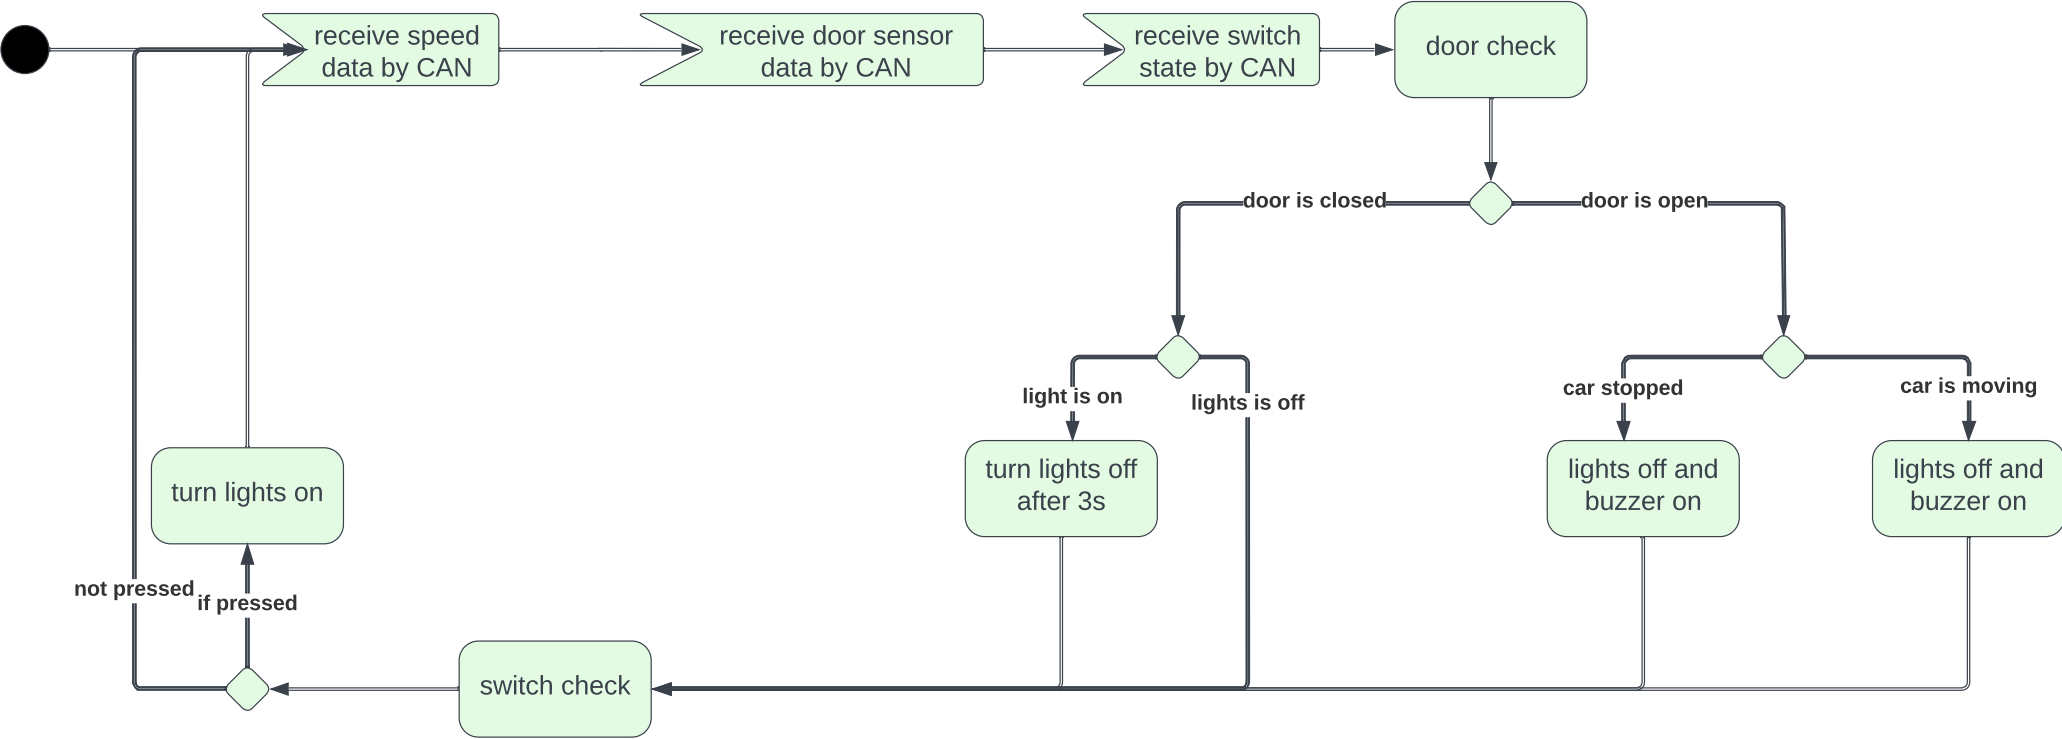 receive speed
data by CAN
receive door sensor
data by CAN
receive switch
state by CAN
door check
door is closed
door is open
light is on
lights is off
car stopped
car is moving
turn lights on
turn lights off
after 3s
lights off and
buzzer on
lights off and
buzzer on
not pressed
if pressed
switch check